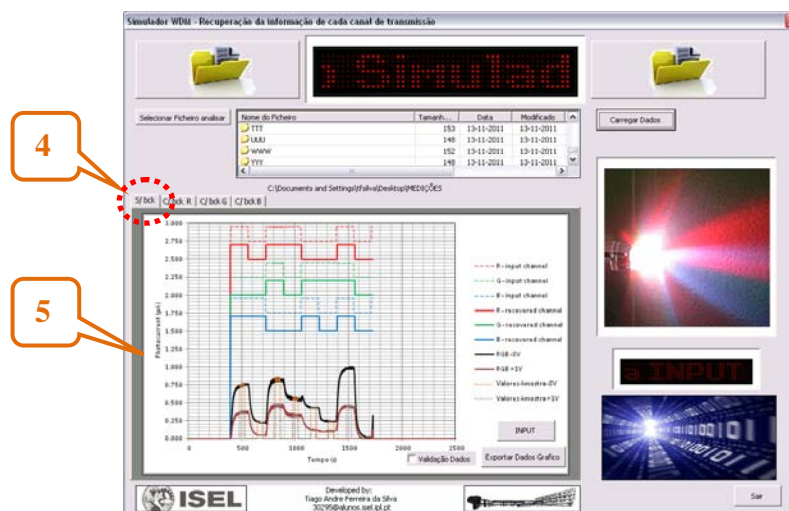 Simulador WDM - Recuperação da informação de cada canal de transmissão
4
a Simulad
Selecionar Ficheiro analisar
Nome do Ficheiro Tamanh... Data Modificado
TTT 153 13-11-2011 13-11-2011
UUU 148 13-11-2011 13-11-2011
WWW 152 13-11-2011 13-11-2011
YYY 148 13-11-2011 13-11-2011
Carregar Dados
C:\Documents and Settings\tfsilva\Desktop\MEDIÇÕES
S/ bck C/ bck R C/ bck G C/ bck B
5
Photocurrent (µA)
3.000
2.750
2.500
2.250
2.000
1.750
1.500
1.250
1.000
0.750
0.500
0.250
0.000
0 500 1000 1500 2000 2500
Tempo (s)
R - input channel
G - input channel
B - input channel
R - recovered channel
G - recovered channel
B - recovered channel
RGB -8V
RGB +1V
Valores Amostra -8V
Valores Amostra +1V
INPUT
Validação Dados
Exportar Dados Grafico
a INPUT
ISEL
Developed by:
Tiago Andre Ferreira da Silva
30295@alunos.isel.ipl.pt
Sair